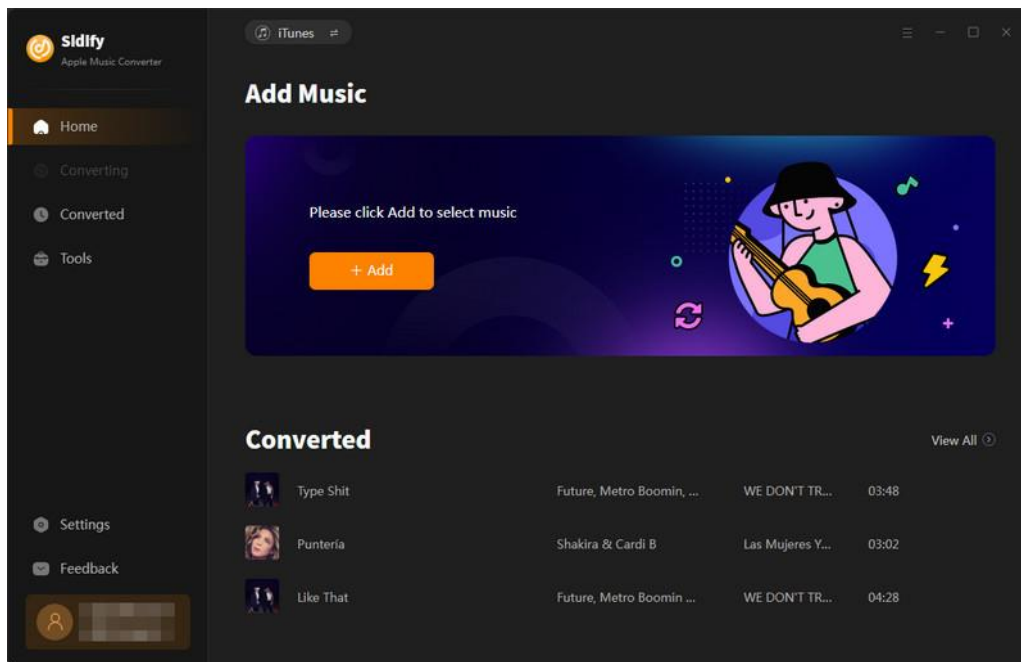 Sidify
Apple Music Converter
Home
Converting
Converted
Tools
Settings
Feedback
iTunes
Add Music
Please click Add to select music
+ Add
Converted
View All
Type Shit Future, Metro Boomin, ... WE DON'T TR... 03:48
Puntería Shakira & Cardi B Las Mujeres Y... 03:02
Like That Future, Metro Boomin ... WE DON'T TR... 04:28